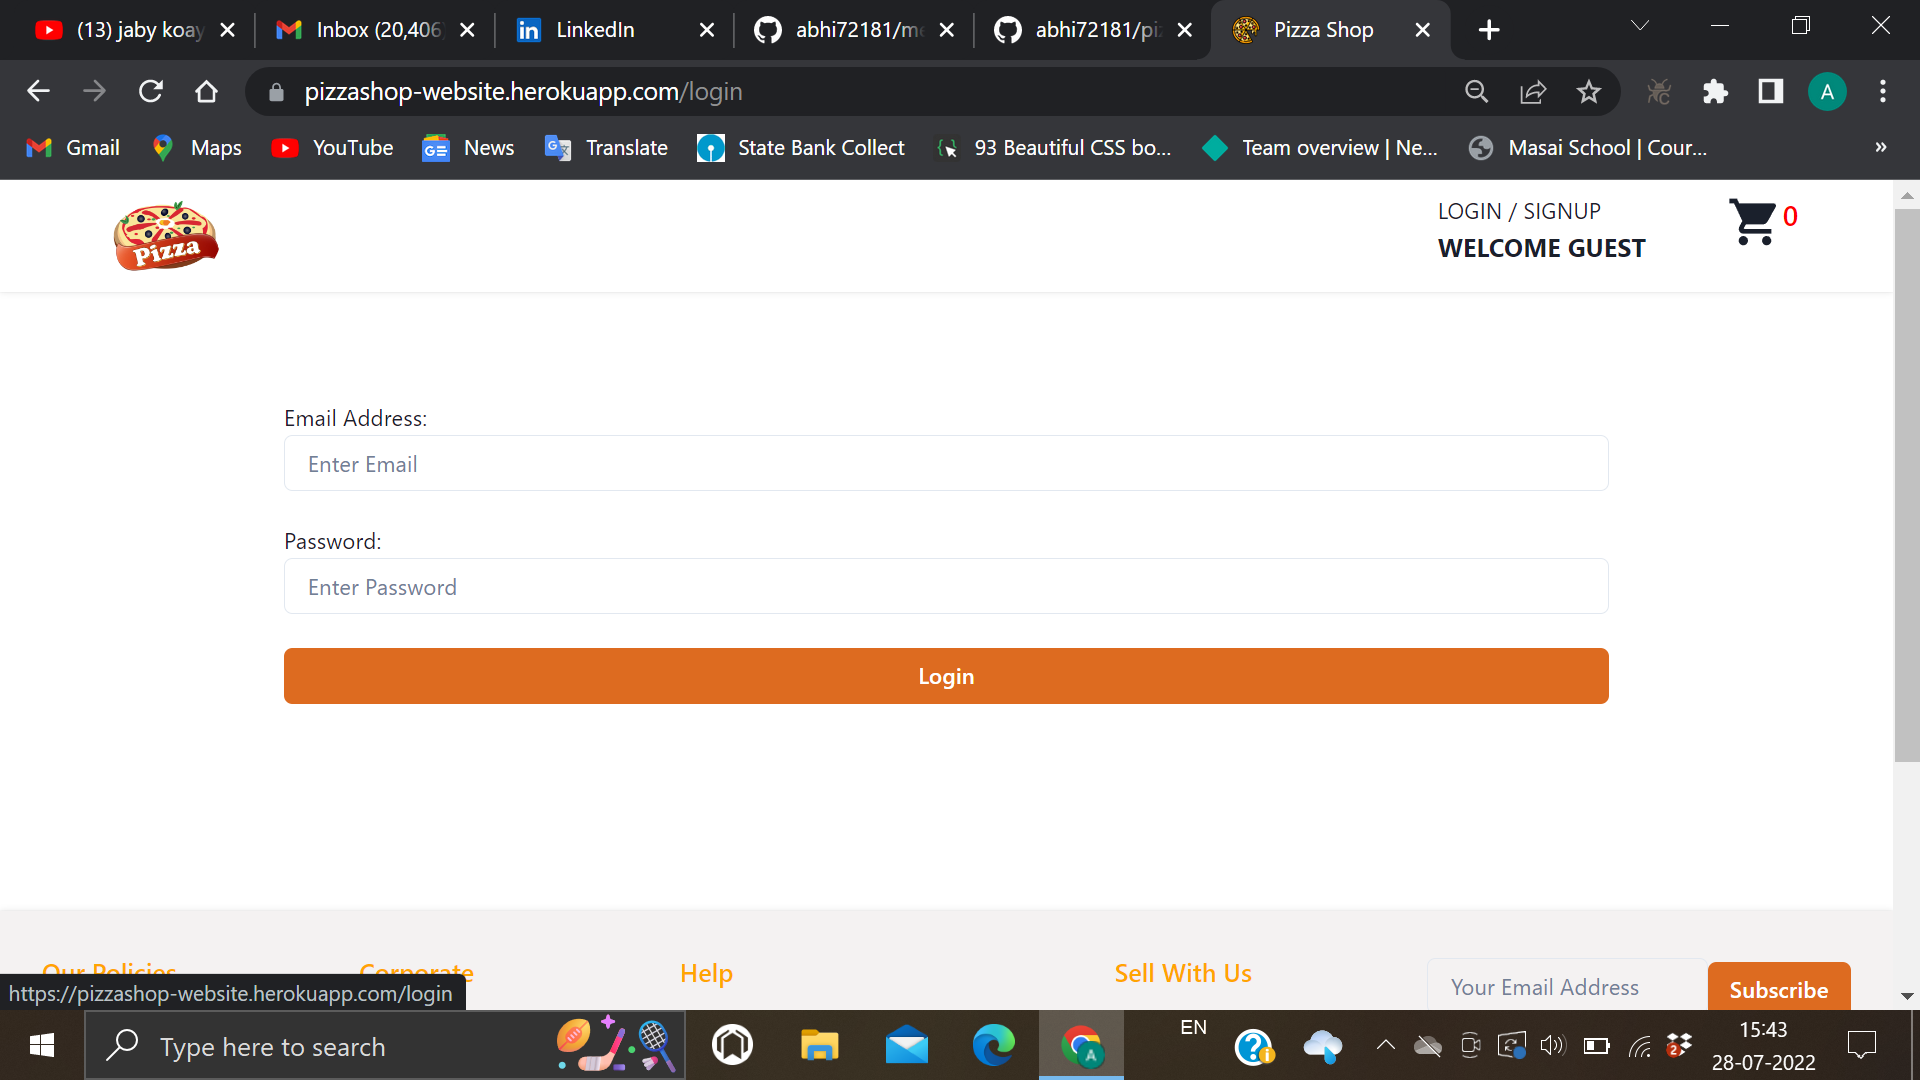 (13) jaby koay
Inbox (20,406
LinkedIn
abhi72181/me
abhi72181/piz
Pizza Shop
pizzashop-website.herokuapp.com/login
A
Gmail
Maps
YouTube
News
Translate
State Bank Collect
93 Beautiful CSS bo...
Team overview | Ne...
Masai School | Cour...
»
Pizza
LOGIN / SIGNUP
WELCOME GUEST
0
Email Address:
Enter Email
Password:
Enter Password
Login
Our Policies
Corporate
Help
Sell With Us
Your Email Address
Subscribe
https://pizzashop-website.herokuapp.com/login
Type here to search
A
EN
2
15:43
28-07-2022